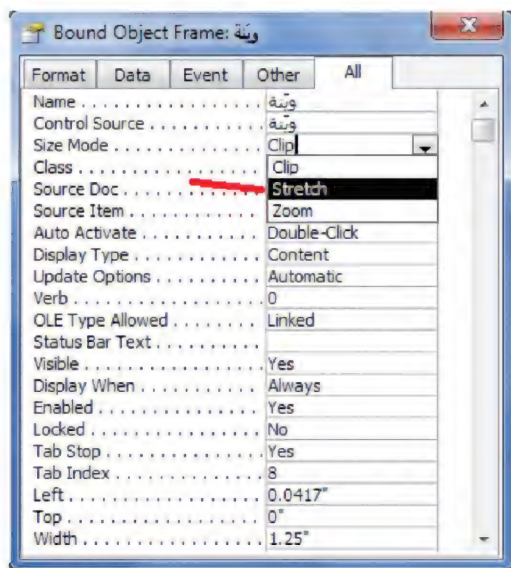 Bound Object Frame: وێنة
Format Data Event Other All
Name . . . . . . . . . . . . . . . . . . وێنة
Control Source . . . . . . . . . . . وێنة
Size Mode . . . . . . . . . . . . . . . Clip
Class . . . . . . . . . . . . . . . . . . Clip
Source Doc . . . . . . . . . . . . . Stretch
Source Item . . . . . . . . . . . . . Zoom
Auto Activate . . . . . . . . . . . . Double-Click
Display Type . . . . . . . . . . . . . Content
Update Options . . . . . . . . . . . Automatic
Verb . . . . . . . . . . . . . . . . . . . 0
OLE Type Allowed . . . . . . . . Linked
Status Bar Text . . . . . . . . . .
Visible . . . . . . . . . . . . . . . . . . Yes
Display When . . . . . . . . . . . . Always
Enabled . . . . . . . . . . . . . . . . . Yes
Locked . . . . . . . . . . . . . . . . . . No
Tab Stop . . . . . . . . . . . . . . . . Yes
Tab Index . . . . . . . . . . . . . . . 8
Left . . . . . . . . . . . . . . . . . . . . 0.0417"
Top . . . . . . . . . . . . . . . . . . . . 0"
Width . . . . . . . . . . . . . . . . . . 1.25"